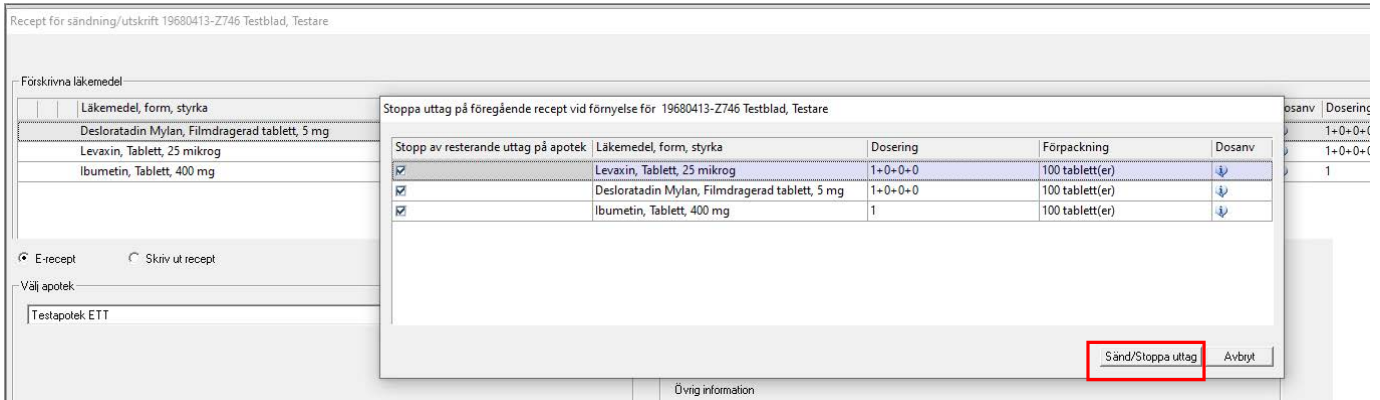 Recept för sändning/utskrift 19680413-Z746 Testblad, Testare
Förskrivna läkemedel
Läkemedel, form, styrka
Desloratadin Mylan, Filmdragerad tablett, 5 mg
Levaxin, Tablett, 25 mikrog
Ibumetin, Tablett, 400 mg
E-recept Skriv ut recept
Välj apotek
Testapotek ETT
Stoppa uttag på föregående recept vid förnyelse för 19680413-Z746 Testblad, Testare
Stopp av resterande uttag på apotek Läkemedel, form, styrka Dosering Förpackning Dosanv
Levaxin, Tablett, 25 mikrog 1+0+0+0 100 tablett(er)
Desloratadin Mylan, Filmdragerad tablett, 5 mg 1+0+0+0 100 tablett(er)
Ibumetin, Tablett, 400 mg 1 100 tablett(er)
Sänd/Stoppa uttag Avbryt
osanv Dosering
1+0+0+0
1+0+0+0
1
Övrig information